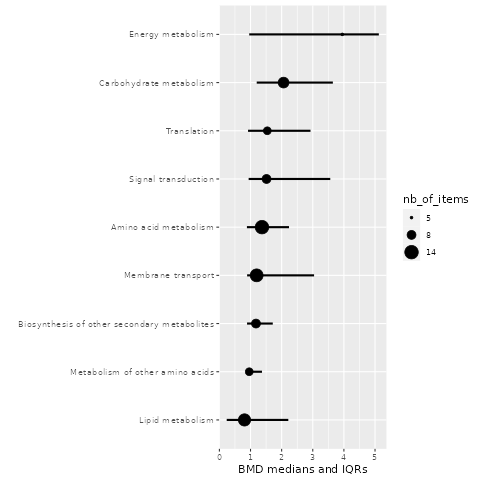 Energy metabolism
Carbohydrate metabolism
Translation
Signal transduction
Amino acid metabolism
Membrane transport
Biosynthesis of other secondary metabolites
Metabolism of other amino acids
Lipid metabolism
0 1 2 3 4 5
BMD medians and IQRs
nb_of_items
5
8
14